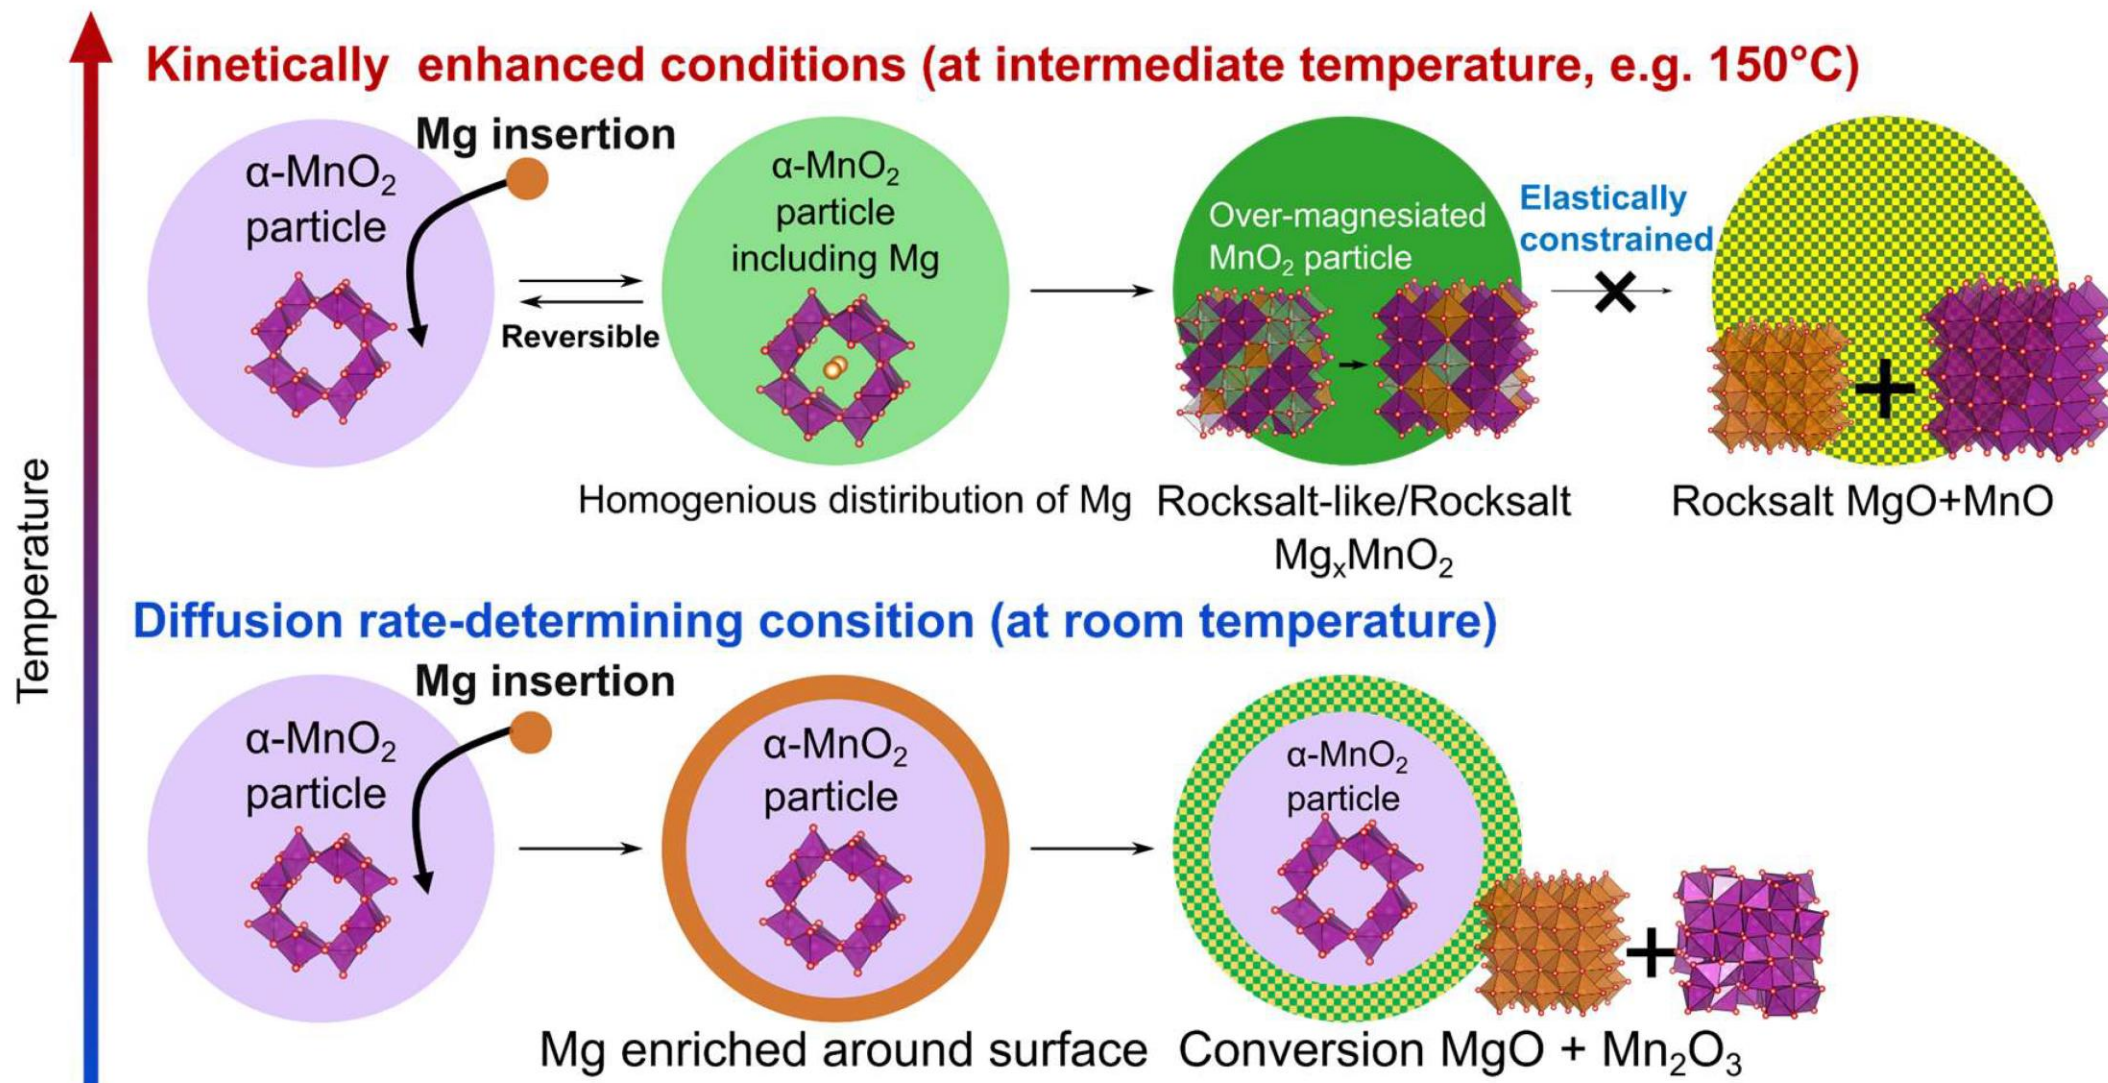 Kinetically enhanced conditions (at intermediate temperature, e.g. 150°C)
Mg insertion
α-MnO₂
particle
Reversible
α-MnO₂
particle
including Mg
Homogenious distiribution of Mg
Over-magnesiated
MnO₂ particle
Rocksalt-like/Rocksalt
MgₓMnO₂
Elastically
constrained
+
Rocksalt MgO+MnO
Temperature
Diffusion rate-determining consition (at room temperature)
Mg insertion
α-MnO₂
particle
α-MnO₂
particle
Mg enriched around surface
α-MnO₂
particle
+
Conversion MgO + Mn₂O₃